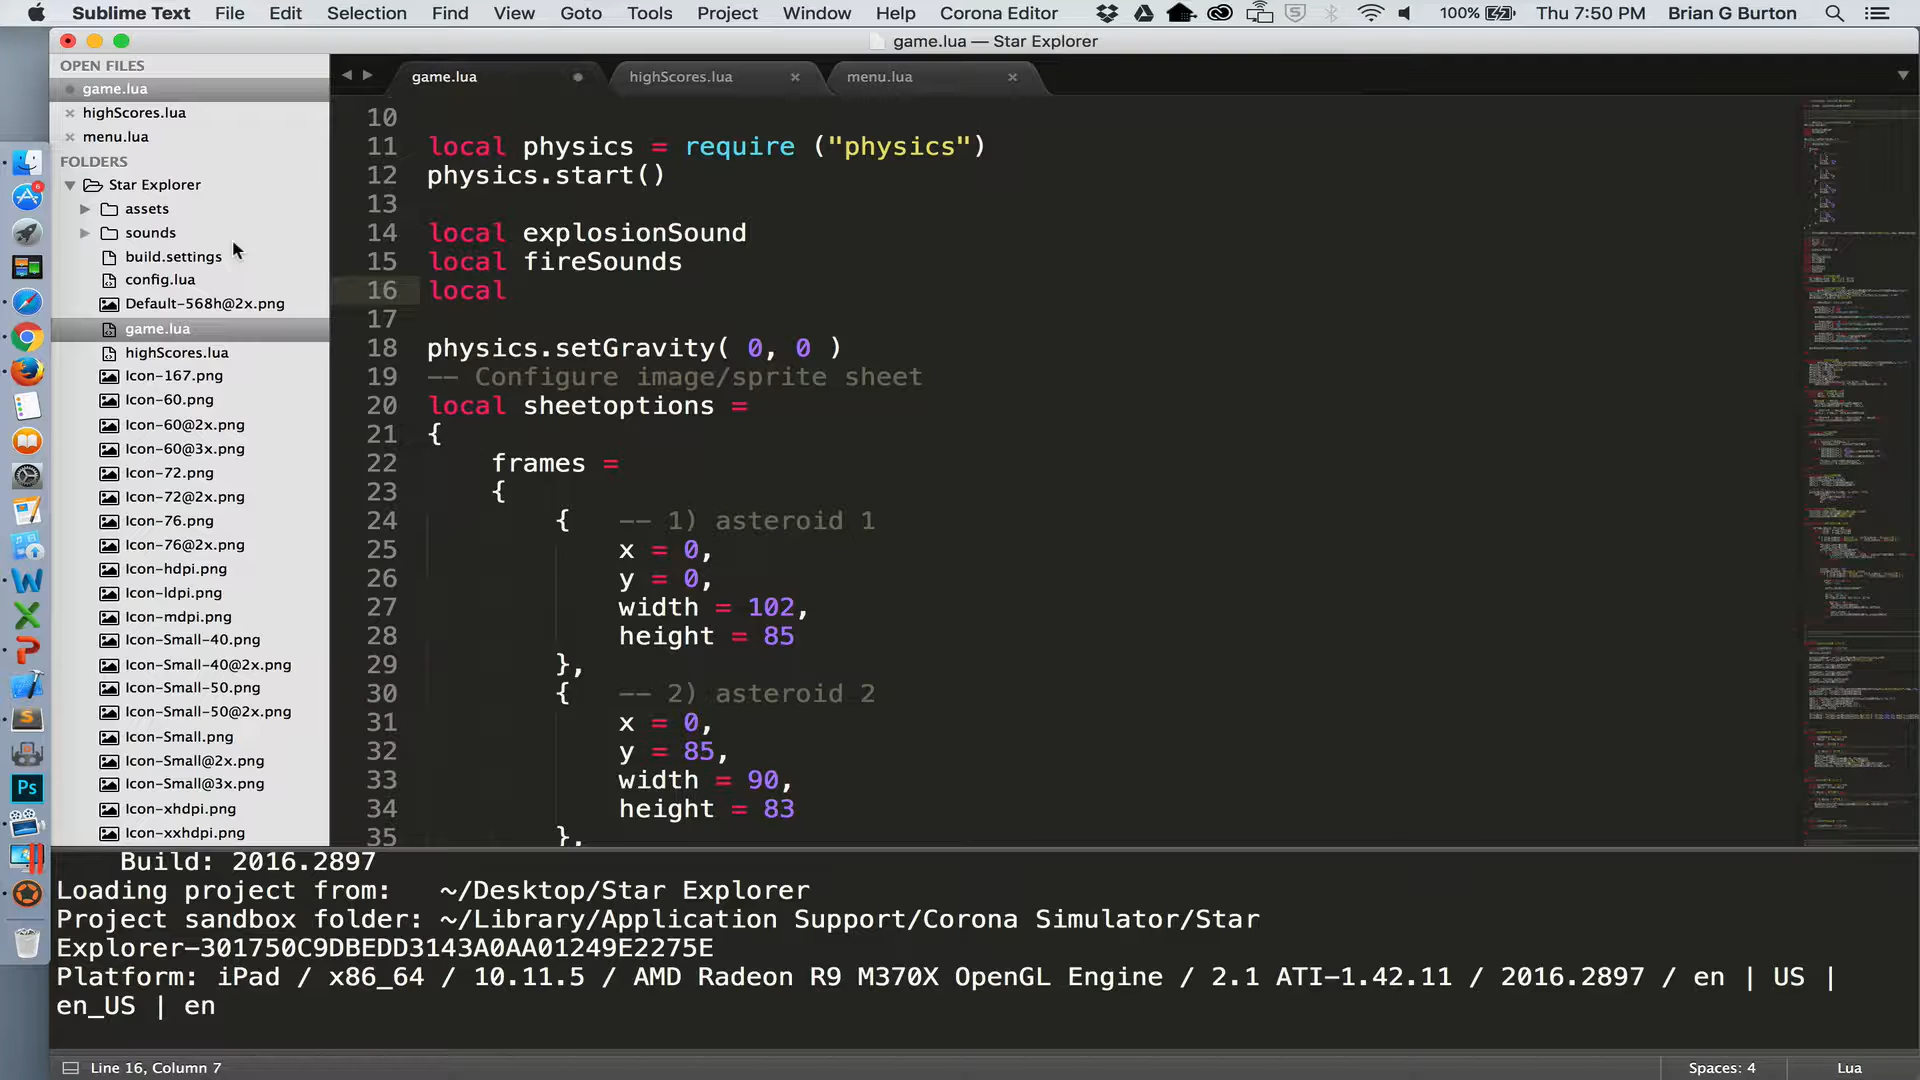 Sublime Text File Edit Selection Find View Goto Tools Project Window Help Corona Editor 100% Thu 7:50 PM Brian G Burton
game.lua — Star Explorer
OPEN FILES
game.lua
highScores.lua
menu.lua
FOLDERS
Star Explorer
assets
sounds
build.settings
config.lua
Default-568h@2x.png
game.lua
highScores.lua
Icon-167.png
Icon-60.png
Icon-60@2x.png
Icon-60@3x.png
Icon-72.png
Icon-72@2x.png
Icon-76.png
Icon-76@2x.png
Icon-hdpi.png
Icon-ldpi.png
Icon-mdpi.png
Icon-Small-40.png
Icon-Small-40@2x.png
Icon-Small-50.png
Icon-Small-50@2x.png
Icon-Small.png
Icon-Small@2x.png
Icon-Small@3x.png
Icon-xhdpi.png
Icon-xxhdpi.png
game.lua highScores.lua menu.lua
10
11 local physics = require ("physics")
12 physics.start()
13
14 local explosionSound
15 local fireSounds
16 local
17
18 physics.setGravity( 0, 0 )
19 -- Configure image/sprite sheet
20 local sheetoptions =
21 {
22 frames =
23 {
24 { -- 1) asteroid 1
25 x = 0,
26 y = 0,
27 width = 102,
28 height = 85
29 },
30 { -- 2) asteroid 2
31 x = 0,
32 y = 85,
33 width = 90,
34 height = 83
35 },
Build: 2016.2897
Loading project from: ~/Desktop/Star Explorer
Project sandbox folder: ~/Library/Application Support/Corona Simulator/Star
Explorer-301750C9DBEDD3143A0AA01249E2275E
Platform: iPad / x86_64 / 10.11.5 / AMD Radeon R9 M370X OpenGL Engine / 2.1 ATI-1.42.11 / 2016.2897 / en | US |
en_US | en
Line 16, Column 7 Spaces: 4 Lua